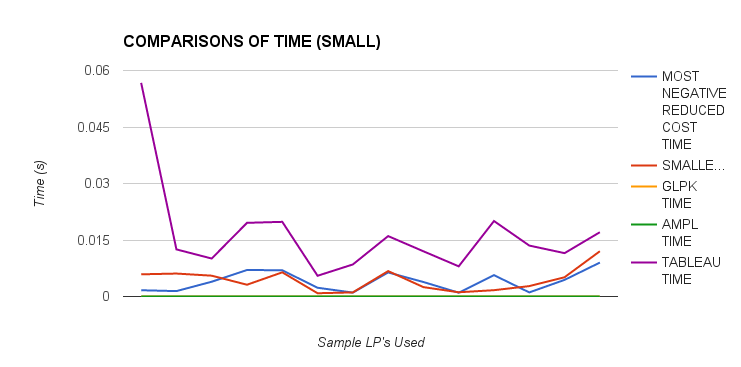 COMPARISONS OF TIME (SMALL)
0.06
0.045
0.03
0.015
0
Time (s)
Sample LP's Used
MOST
NEGATIVE
REDUCED
COST
TIME
SMALLE...
GLPK
TIME
AMPL
TIME
TABLEAU
TIME